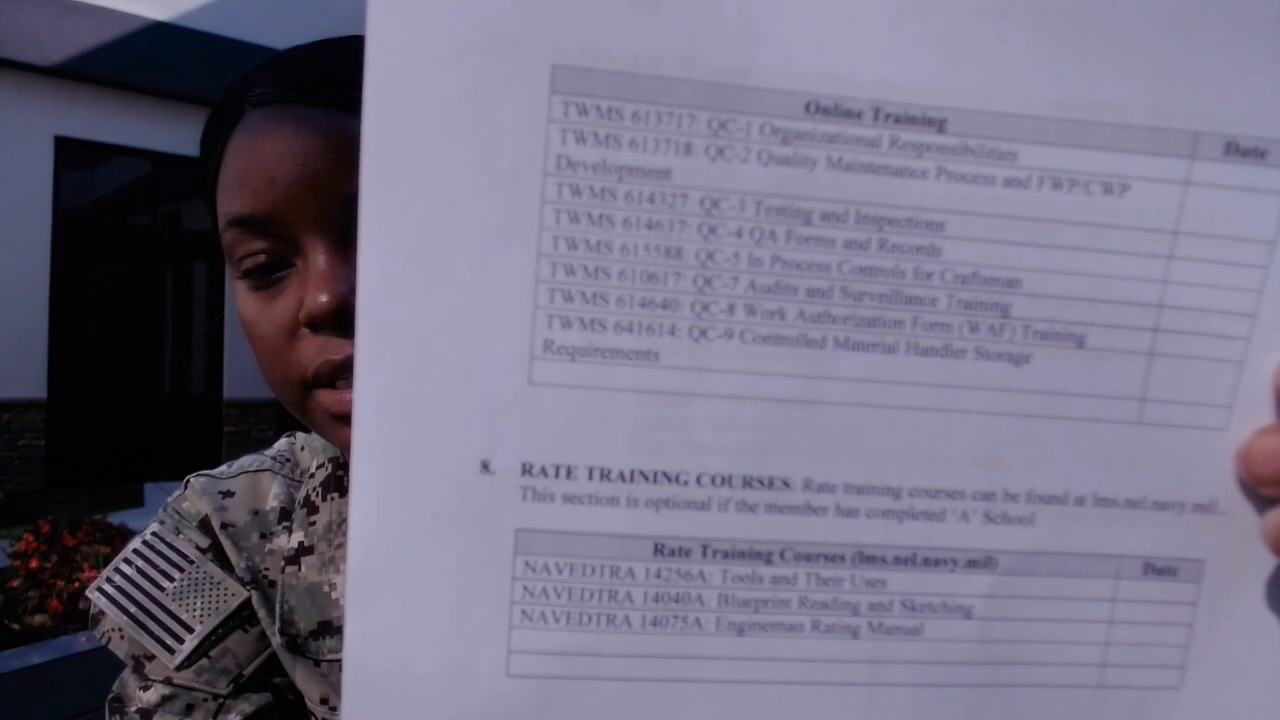 Online Training
Date
TWMS 613717: QC-1 Organizational Responsibilities
TWMS 613718: QC-2 Quality Maintenance Process and FWP/CWP
Development
TWMS 614327: QC-3 Testing and Inspections
TWMS 614637: QC-4 QA Forms and Records
TWMS 615588: QC-5 In Process Controls for Craftsman
TWMS 610617: QC-7 Audits and Surveillance Training
TWMS 614640: QC-8 Work Authorization Form (WAF) Training
TWMS 641614: QC-9 Controlled Material Handler Storage
Requirements
8. RATE TRAINING COURSES: Rate training courses can be found at lms.nel.navy.mil.
This section is optional if the member has completed "A" School.
Rate Training Courses (lms.nel.navy.mil)
Date
NAVEDTRA 14256A: Tools and Their Uses
NAVEDTRA 14040A: Blueprint Reading and Sketching
NAVEDTRA 14075A: Engineman Rating Manual